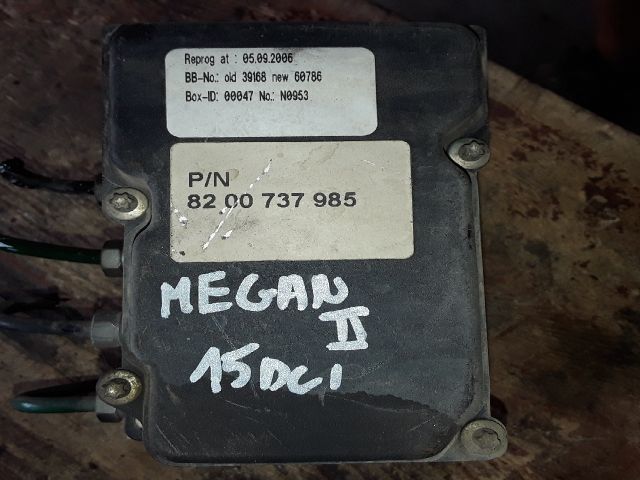 Reprog at : 05.09.2006
BB-No.: old 39168 new 60786
Box-ID: 00047 No.: N0953
P/N
82 00 737 985
MEGAN
II
15DCI